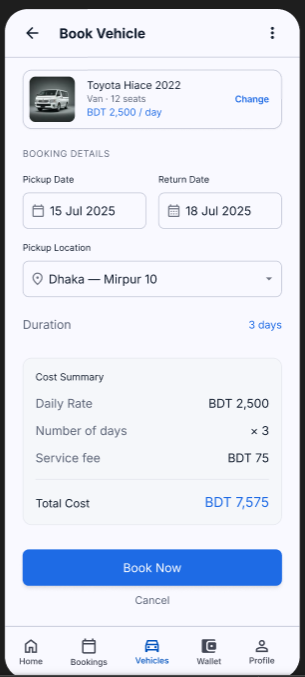 Book Vehicle
Toyota Hiace 2022
Van · 12 seats
BDT 2,500 / day
Change
BOOKING DETAILS
Pickup Date
Return Date
15 Jul 2025
18 Jul 2025
Pickup Location
Dhaka — Mirpur 10
Duration
3 days
Cost Summary
Daily Rate
BDT 2,500
Number of days
× 3
Service fee
BDT 75
Total Cost
BDT 7,575
Book Now
Cancel
Home
Bookings
Vehicles
Wallet
Profile